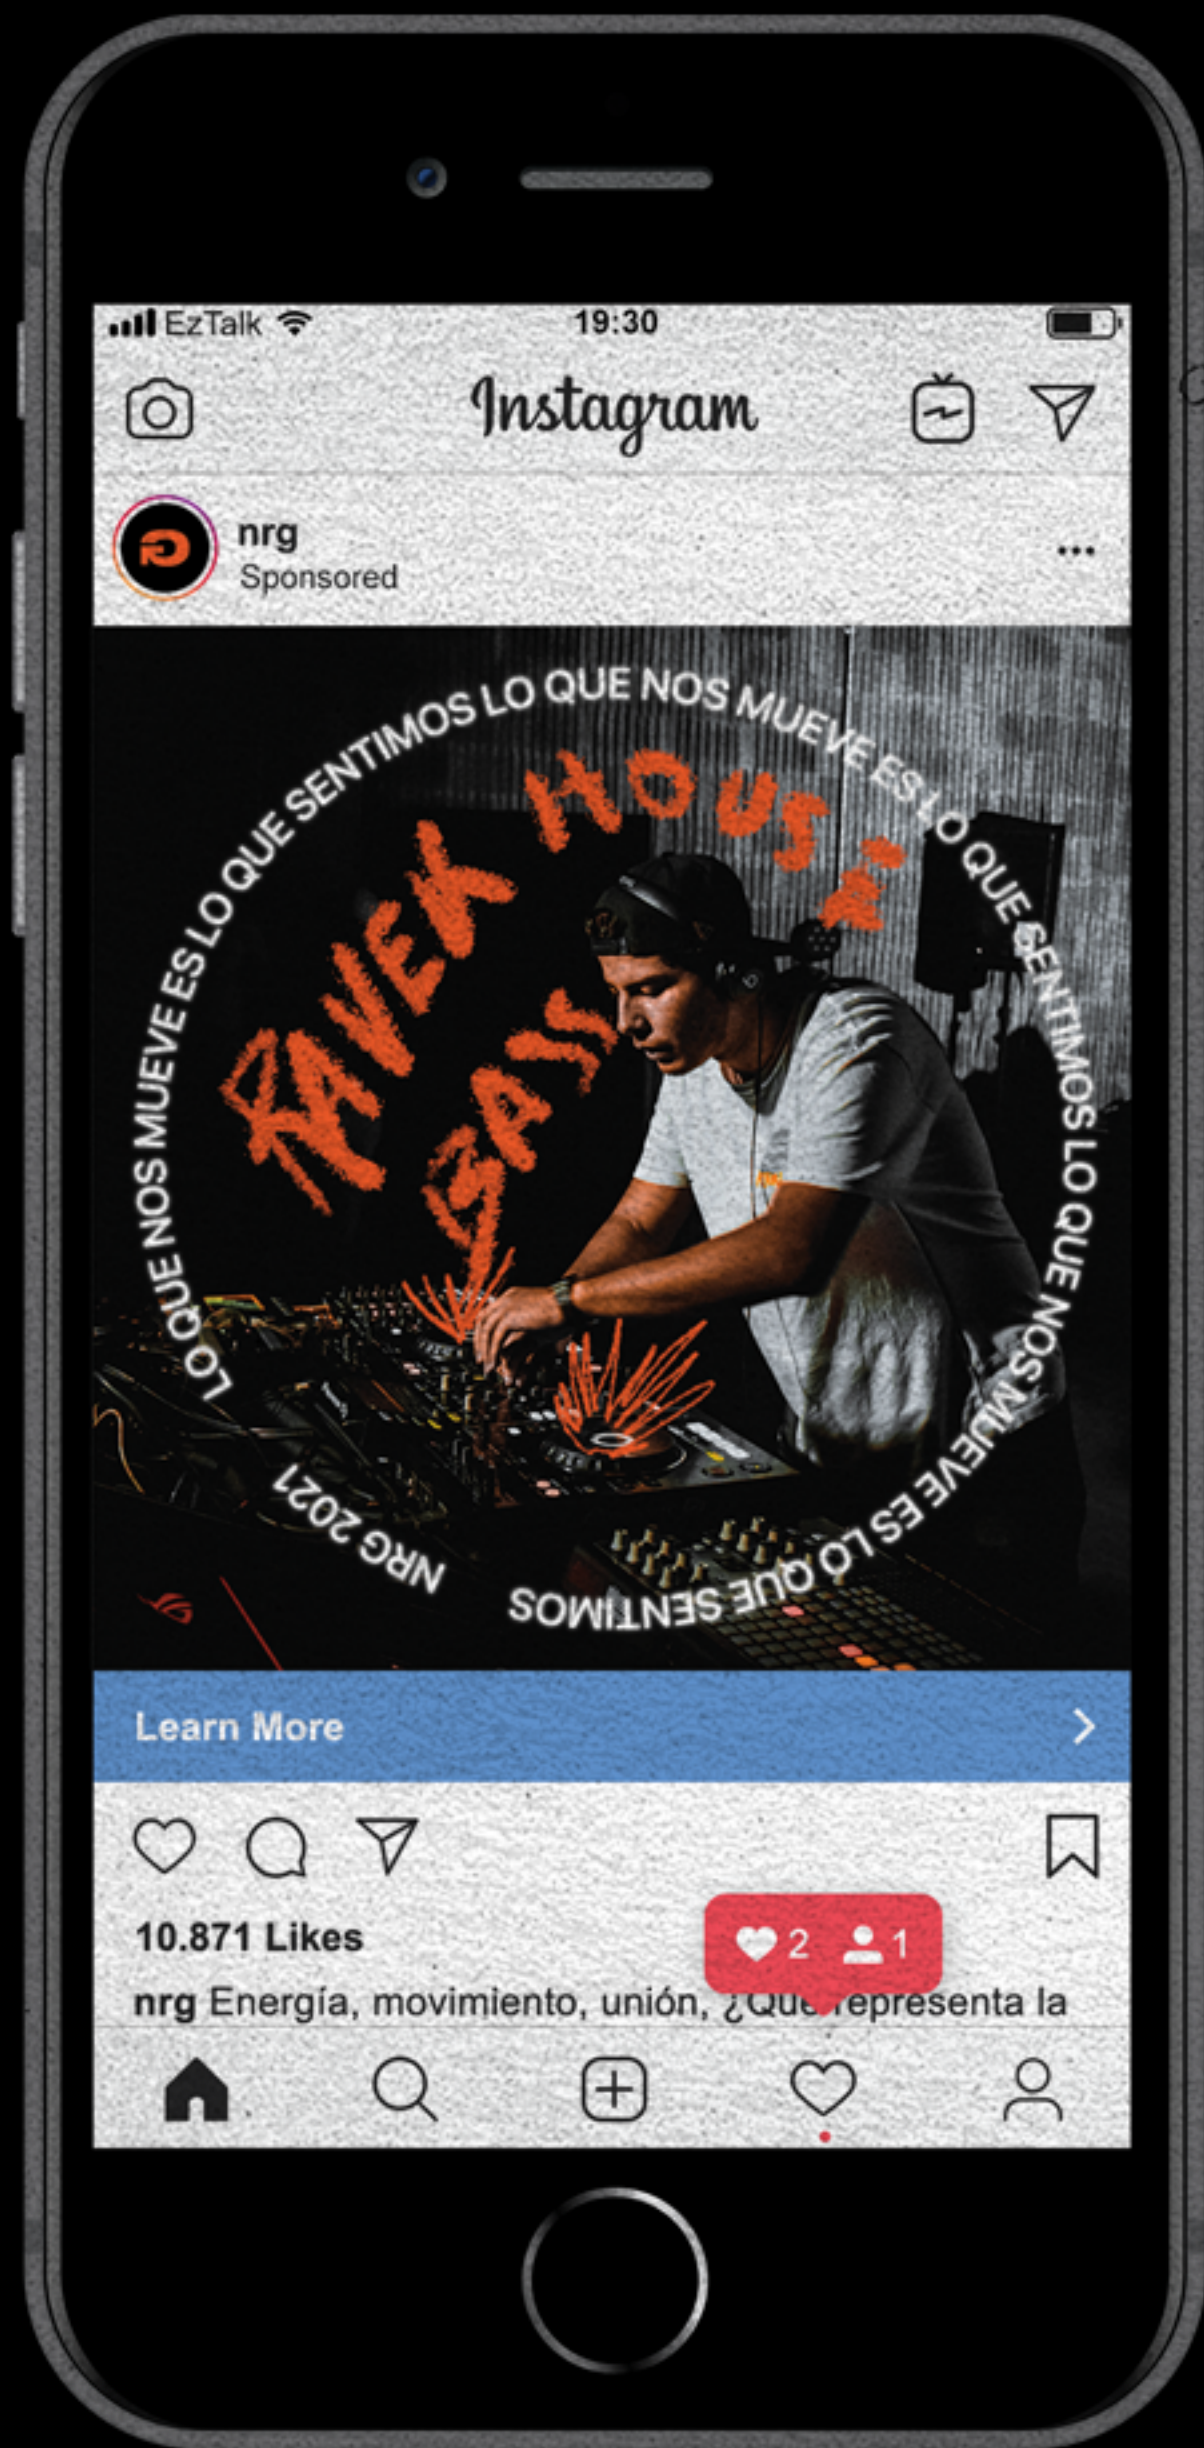 EzTalk
19:30
Instagram
nrg
Sponsored
LO QUE NOS MUEVE ES LO QUE SENTIMOS LO QUE NOS MUEVE ES LO QUE SENTIMOS LO QUE NOS MUEVE ES LO QUE SENTIMOS
NRG 2021
RAVEK HOUSE
BASS
Learn More
10.871 Likes
2 1
nrg Energía, movimiento, unión, ¿Que representa la